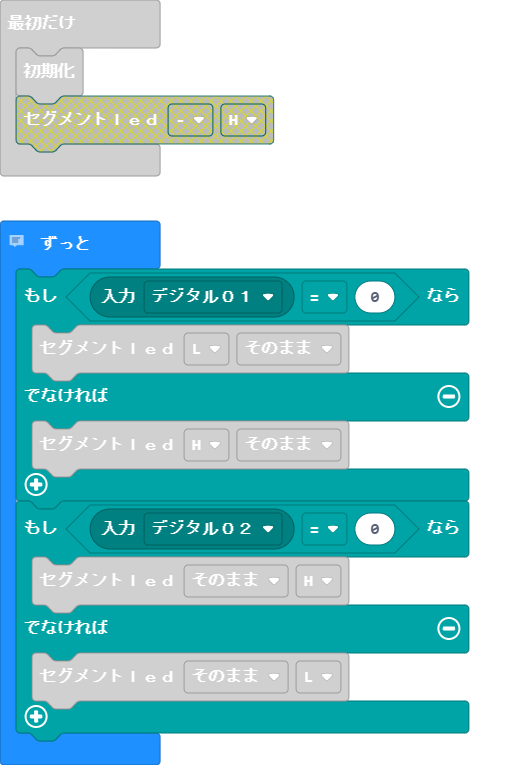 最初だけ
初期化
セグメントｌｅｄ - H
ずっと
もし 入力 デジタル０１ = 0 なら
セグメントｌｅｄ L そのまま
でなければ
セグメントｌｅｄ H そのまま
もし 入力 デジタル０２ = 0 なら
セグメントｌｅｄ そのまま H
でなければ
セグメントｌｅｄ そのまま L